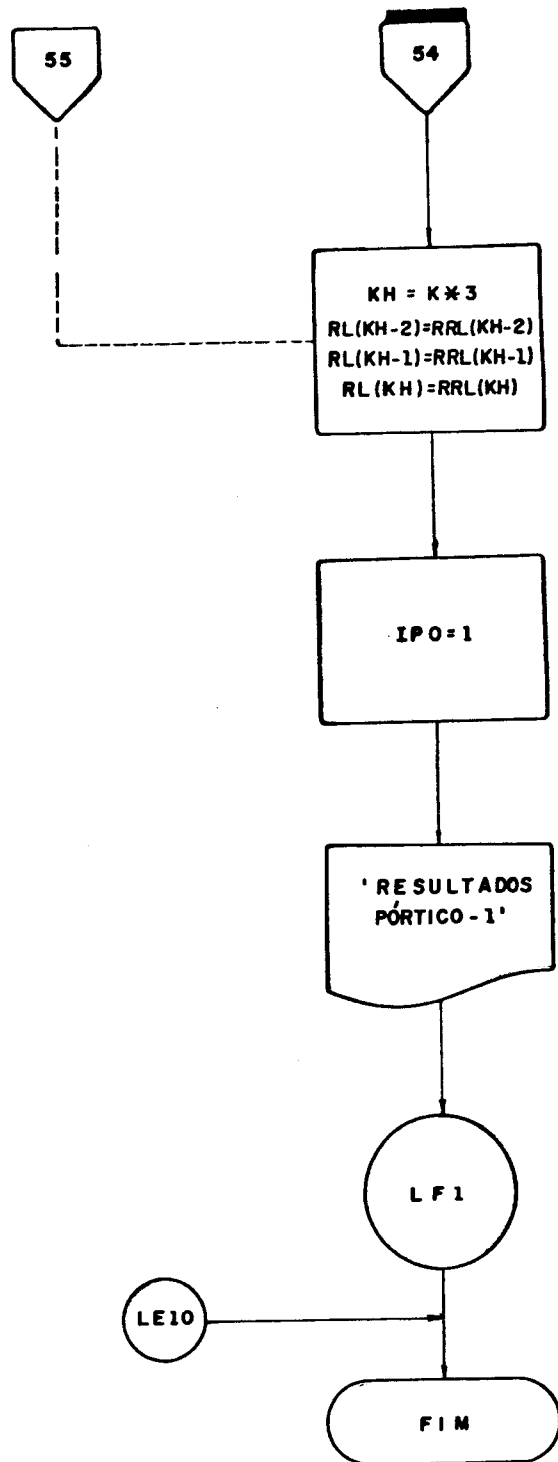 55
54
KH = K*3
RL(KH-2)=RRL(KH-2)
RL(KH-1)=RRL(KH-1)
RL(KH)=RRL(KH)
IPO=1
'RESULTADOS
PÓRTICO-1'
LF1
LE10
FIM